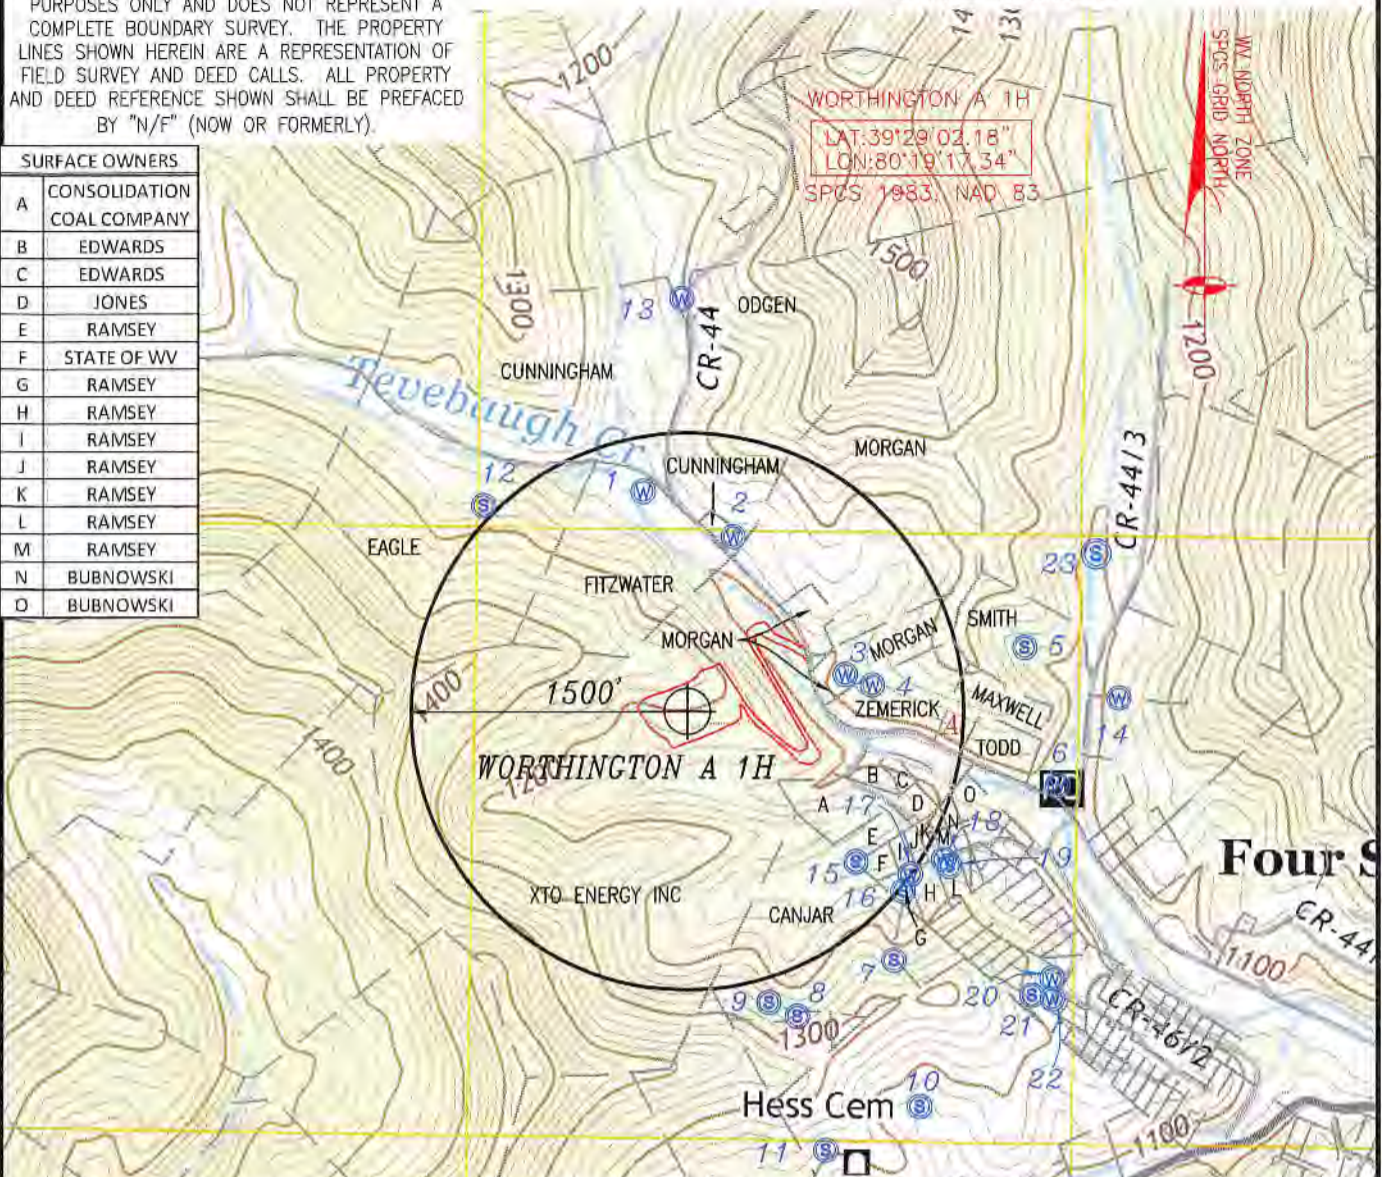 PURPOSES ONLY AND DOES NOT REPRESENT A
COMPLETE BOUNDARY SURVEY. THE PROPERTY
LINES SHOWN HEREIN ARE A REPRESENTATION OF
FIELD SURVEY AND DEED CALLS. ALL PROPERTY
AND DEED REFERENCE SHOWN SHALL BE PREFACED
BY "N/F" (NOW OR FORMERLY).
SURFACE OWNERS
A CONSOLIDATION
COAL COMPANY
B EDWARDS
C EDWARDS
D JONES
E RAMSEY
F STATE OF WV
G RAMSEY
H RAMSEY
I RAMSEY
J RAMSEY
K RAMSEY
L RAMSEY
M RAMSEY
N BUBNOWSKI
O BUBNOWSKI
1200
WORTHINGTON A 1H
LAT:39°29'02.18"
LON:80°19'17.34"
SPCS 1983, NAD 83
WV NORTH ZONE
SPCS GRID NORTH
1500
1300
13 W
ODGEN
CR-44
1200
CUNNINGHAM
Tevebaugh Cr
MORGAN
CUNNINGHAM
CR-44/3
12
S
1 W
2
W
EAGLE
23 S
FITZWATER
SMITH
MORGAN
MORGAN
S 5
3
W
W 4
1400
1500'
ZEMERICK
A
MAXWELL
W
14
TODD
1400
6
WORTHINGTON A 1H
1200
B
C
D
O
A
17
N
18
JK
M
E
I
15 S
F
W
19
16
H
L
XTO ENERGY INC
CANJAR
G
Four S
CR-44/
7 S
1100
9 S
8
S
20 S
W
W
21
1300
CR-46/2
22
10
Hess Cem S
11 S
1100